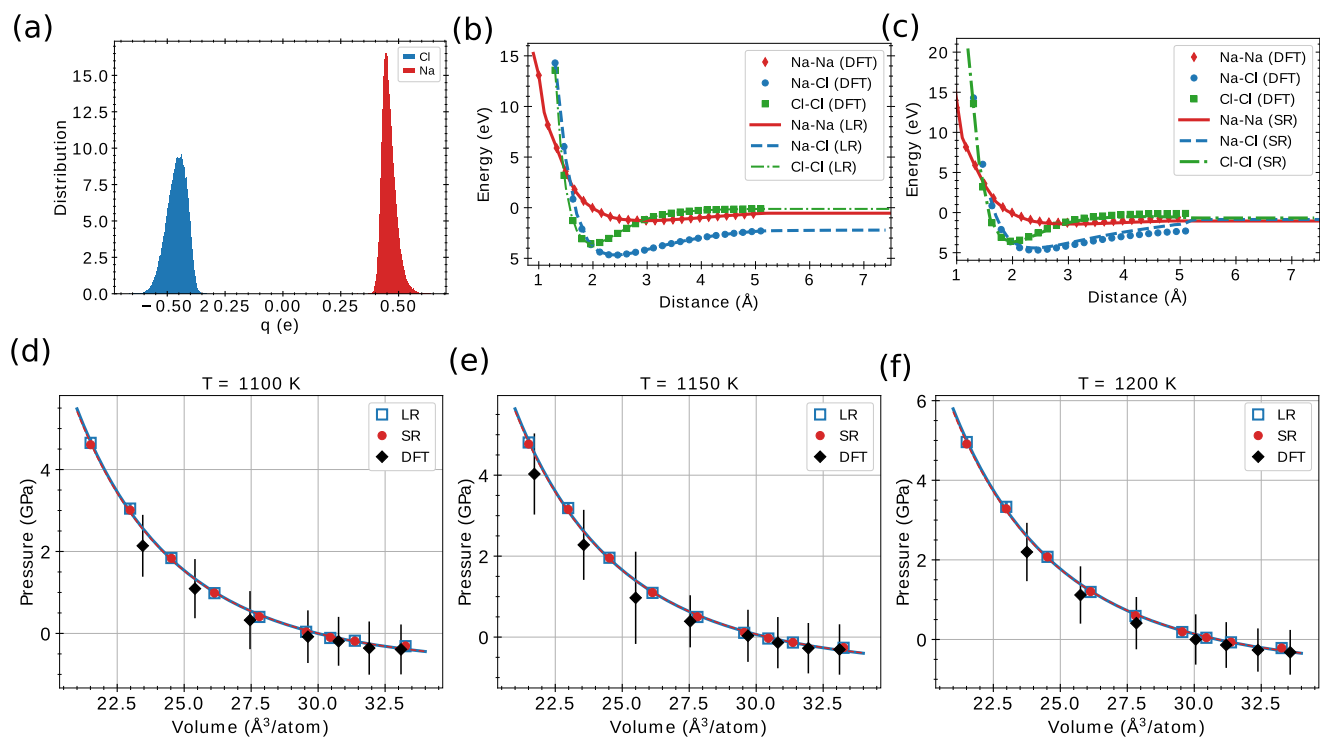 (a)
Cl
Na
15.0
12.5
10.0
7.5
5.0
2.5
0.0
Distribution
−0.50 2 0.25 0.00 0.25 0.50
q (e)
(b)
Na-Na (DFT)
Na-Cl (DFT)
Cl-Cl (DFT)
Na-Na (LR)
Na-Cl (LR)
Cl-Cl (LR)
15
10
5
0
5
Energy (eV)
1 2 3 4 5 6 7
Distance (Å)
(c)
Na-Na (DFT)
Na-Cl (DFT)
Cl-Cl (DFT)
Na-Na (SR)
Na-Cl (SR)
Cl-Cl (SR)
20
15
10
5
0
5
Energy (eV)
1 2 3 4 5 6 7
Distance (Å)
(d)
T = 1100 K
LR
SR
DFT
4
2
0
Pressure (GPa)
22.5 25.0 27.5 30.0 32.5
Volume (Å³/atom)
(e)
T = 1150 K
LR
SR
DFT
4
2
0
Pressure (GPa)
22.5 25.0 27.5 30.0 32.5
Volume (Å³/atom)
(f)
T = 1200 K
LR
SR
DFT
6
4
2
0
Pressure (GPa)
22.5 25.0 27.5 30.0 32.5
Volume (Å³/atom)